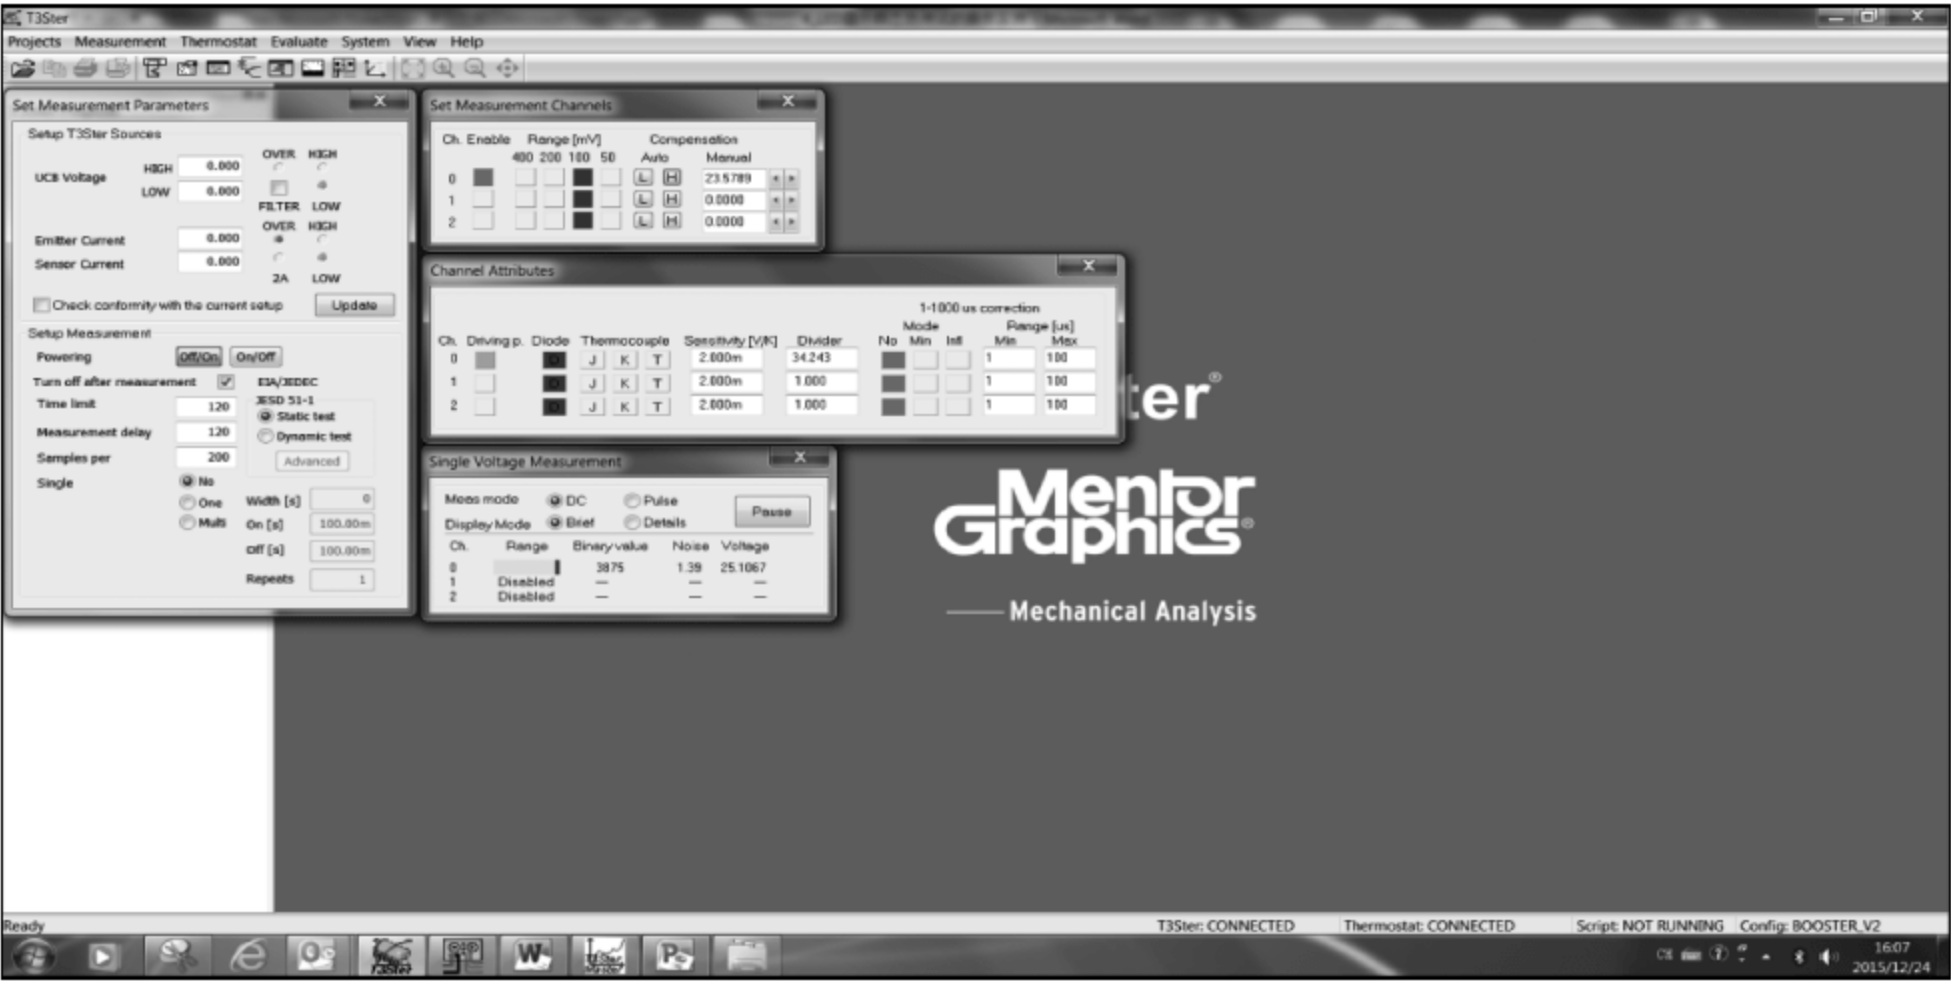 T3Ster
Projects Measurement Thermostat Evaluate System View Help
Set Measurement Parameters
Setup T3Ster Sources
OVER HIGH
UCB Voltage HIGH 0.000
LOW 0.000
FILTER LOW
OVER HIGH
Emitter Current 0.000
Sensor Current 0.000
2A LOW
Check conformity with the current setup Update
Setup Measurement
Powering Off/On On/Off
Turn off after measurement EIA/JEDEC
JESD 51-1
Time limit 120 Static test
Measurement delay 120 Dynamic test
Samples per 200 Advanced
Single No
One Width [s] 0
Multi On [s] 100.00m
Off [s] 100.00m
Repeats 1
Set Measurement Channels
Ch. Enable Range [mV] Compensation
400 200 100 50 Auto Manual
0 L H 23.5789
1 L H 0.0000
2 L H 0.0000
Channel Attributes
1-1000 us correction
Mode Range [us]
Ch. Driving p. Diode Thermocouple Sensitivity [V/K] Divider No Min Infl Min Max
0 D J K T 2.000m 34.243 1 100
1 D J K T 2.000m 1.000 1 100
2 D J K T 2.000m 1.000 1 100
Single Voltage Measurement
Meas mode DC Pulse Pause
Display Mode Brief Details
Ch. Range Binary value Noise Voltage
0 3875 1.39 25.1067
1 Disabled — — —
2 Disabled — — —
ter®
Mentor
Graphics®
Mechanical Analysis
Ready T3Ster: CONNECTED Thermostat: CONNECTED Script: NOT RUNNING Config: BOOSTER_V2
T3Ster
16:07
2015/12/24